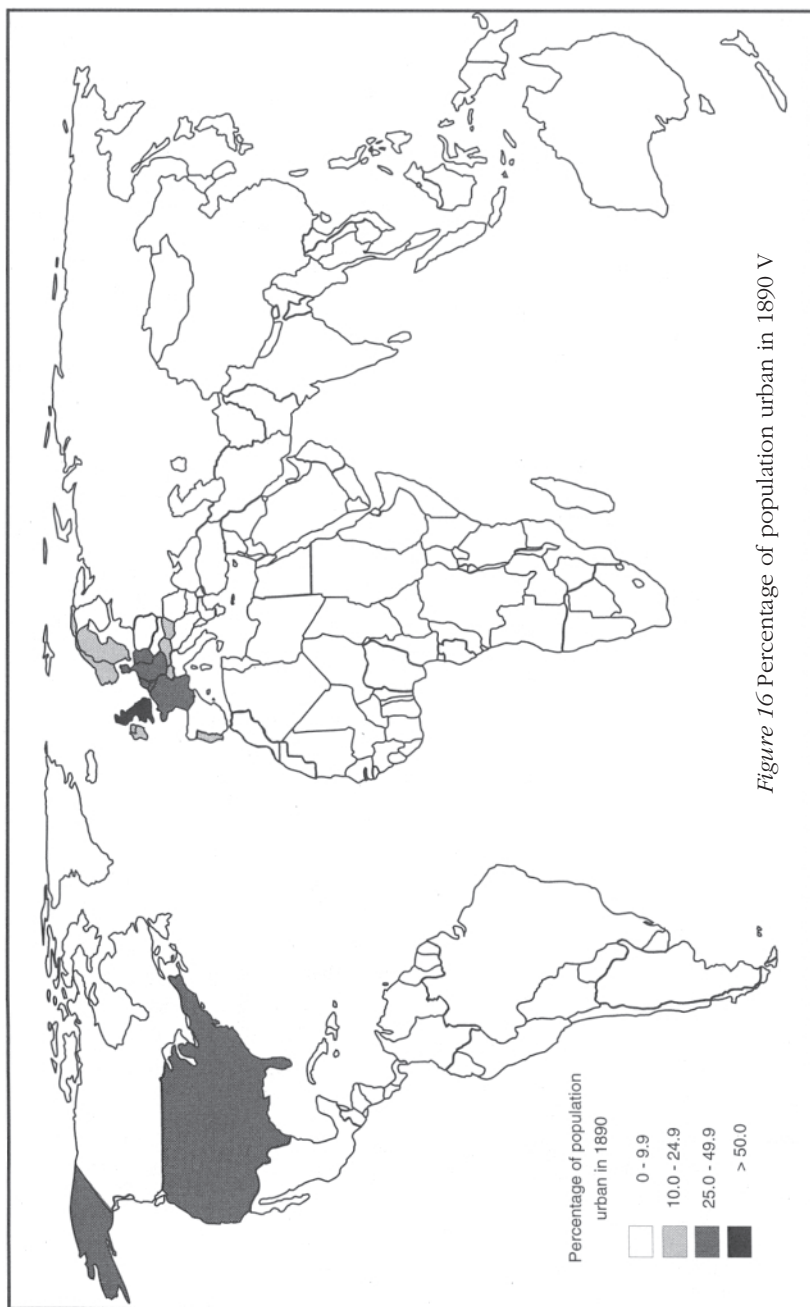 Percentage of population
urban in 1890
0 - 9.9
10.0 - 24.9
25.0 - 49.9
> 50.0
Figure 16 Percentage of population urban in 1890 V